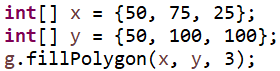 int[] x = {50, 75, 25};
int[] y = {50, 100, 100};
g.fillPolygon(x, y, 3);